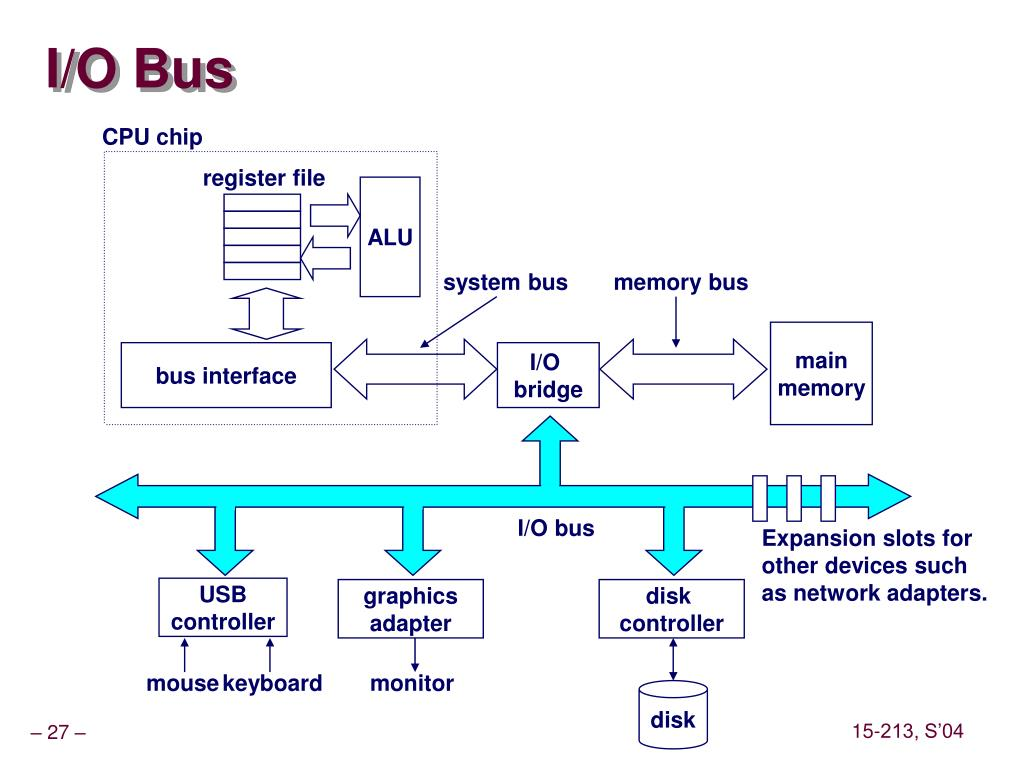 I/O Bus
CPU chip
register file
ALU
system bus
memory bus
bus interface
I/O
bridge
main
memory
I/O bus
Expansion slots for
other devices such
as network adapters.
USB
controller
graphics
adapter
disk
controller
mouse keyboard
monitor
disk
– 27 –
15-213, S’04